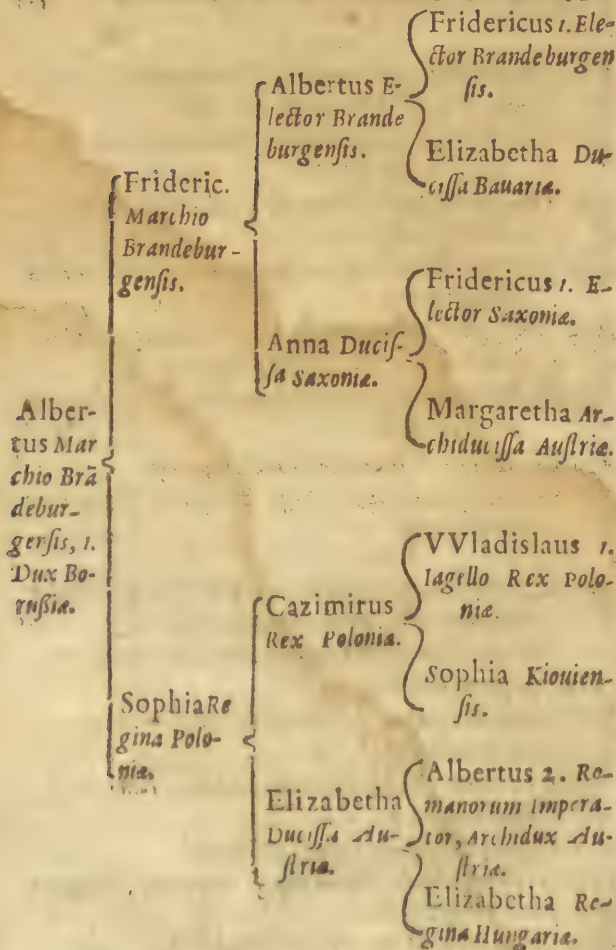 Albertus Mar
chio Brã
debur-
gensis, 1.
Dux Bo-
rußiæ.
Frideric.
Marchio
Brandebur-
gensis.
Albertus E-
lector Brande
burgensis.
Fridericus 1. Ele-
ctor Brandeburgen
sis.
Elizabetha Du-
cissa Bauariæ.
Anna Ducis-
sa Saxoniæ.
Fridericus 1. E-
lector Saxoniæ.
Margaretha Ar-
chiducissa Austriæ.
Sophia Re
gina Polo-
niæ.
Cazimirus
Rex Poloniæ.
VVladislaus 1.
Iagello Rex Polo-
niæ.
Sophia Kiouien-
sis.
Elizabetha
Ducissa Au-
striæ.
Albertus 2. Ro-
manorum Impera-
tor, Archidux Au-
striæ.
Elizabetha Re-
gina Hungariæ.